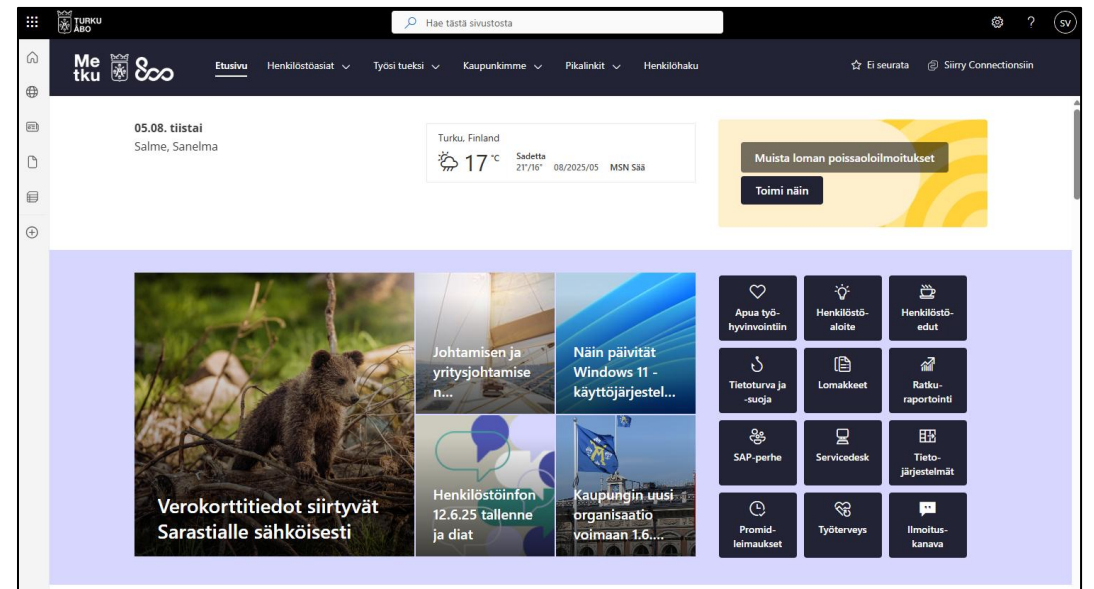 TURKU
ÅBO
Hae tästä sivustosta
?
SV
Me
tku
800
Etusivu
Henkilöstöasiat
Työsi tueksi
Kaupunkimme
Pikalinkit
Henkilöhaku
Ei seurata
Siirry Connectionsiin
05.08. tiistai
Salme, Sanelma
Turku, Finland
17 °C
Sadetta
21°/16° 08/2025/05 MSN Sää
Muista loman poissaoloilmoitukset
Toimi näin
Verokorttitiedot siirtyvät
Sarastialle sähköisesti
Johtamisen ja
yritysjohtamise
n...
Näin päivität
Windows 11 -
käyttöjärjestel...
Henkilöstöinfon
12.6.25 tallenne
ja diat
Kaupungin uusi
organisaatio
voimaan 1.6....
Apua työ-
hyvinvointiin
Henkilöstö-
aloite
Henkilöstö-
edut
Tietoturva ja
-suoja
Lomakkeet
Ratku-
raportointi
SAP-perhe
Servicedesk
Tieto-
järjestelmät
Promid-
leimaukset
Työterveys
Ilmoitus-
kanava